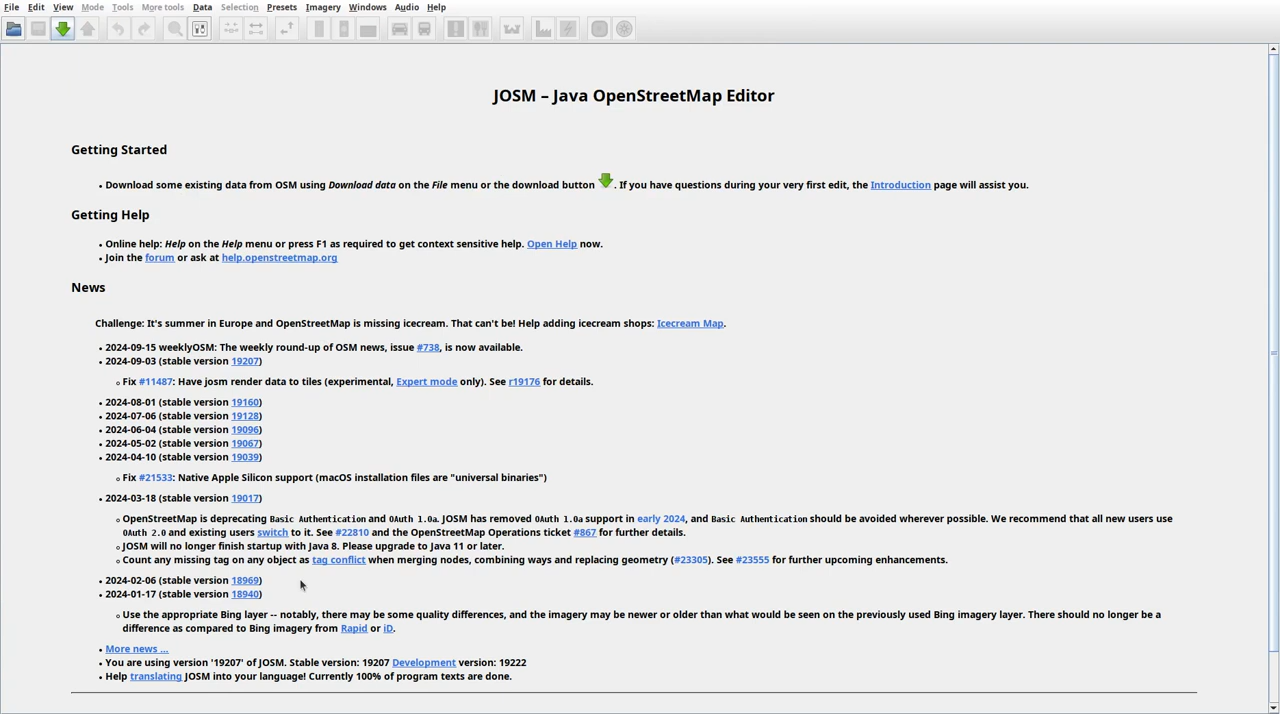 File Edit View Mode Tools More tools Data Selection Presets Imagery Windows Audio Help
JOSM – Java OpenStreetMap Editor
Getting Started
• Download some existing data from OSM using Download data on the File menu or the download button . If you have questions during your very first edit, the Introduction page will assist you.
Getting Help
• Online help: Help on the Help menu or press F1 as required to get context sensitive help. Open Help now.
• Join the forum or ask at help.openstreetmap.org
News
Challenge: It's summer in Europe and OpenStreetMap is missing icecream. That can't be! Help adding icecream shops: Icecream Map.
• 2024-09-15 weeklyOSM: The weekly round-up of OSM news, issue #738, is now available.
• 2024-09-03 (stable version 19207)
◦ Fix #11487: Have josm render data to tiles (experimental, Expert mode only). See r19176 for details.
• 2024-08-01 (stable version 19160)
• 2024-07-06 (stable version 19128)
• 2024-06-04 (stable version 19096)
• 2024-05-02 (stable version 19067)
• 2024-04-10 (stable version 19039)
◦ Fix #21533: Native Apple Silicon support (macOS installation files are "universal binaries")
• 2024-03-18 (stable version 19017)
◦ OpenStreetMap is deprecating Basic Authentication and OAuth 1.0a. JOSM has removed OAuth 1.0a support in early 2024, and Basic Authentication should be avoided wherever possible. We recommend that all new users use
OAuth 2.0 and existing users switch to it. See #22810 and the OpenStreetMap Operations ticket #867 for further details.
◦ JOSM will no longer finish startup with Java 8. Please upgrade to Java 11 or later.
◦ Count any missing tag on any object as tag conflict when merging nodes, combining ways and replacing geometry (#23305). See #23555 for further upcoming enhancements.
• 2024-02-06 (stable version 18969)
• 2024-01-17 (stable version 18940)
◦ Use the appropriate Bing layer -- notably, there may be some quality differences, and the imagery may be newer or older than what would be seen on the previously used Bing imagery layer. There should no longer be a
difference as compared to Bing imagery from Rapid or iD.
• More news ...
• You are using version '19207' of JOSM. Stable version: 19207 Development version: 19222
• Help translating JOSM into your language! Currently 100% of program texts are done.